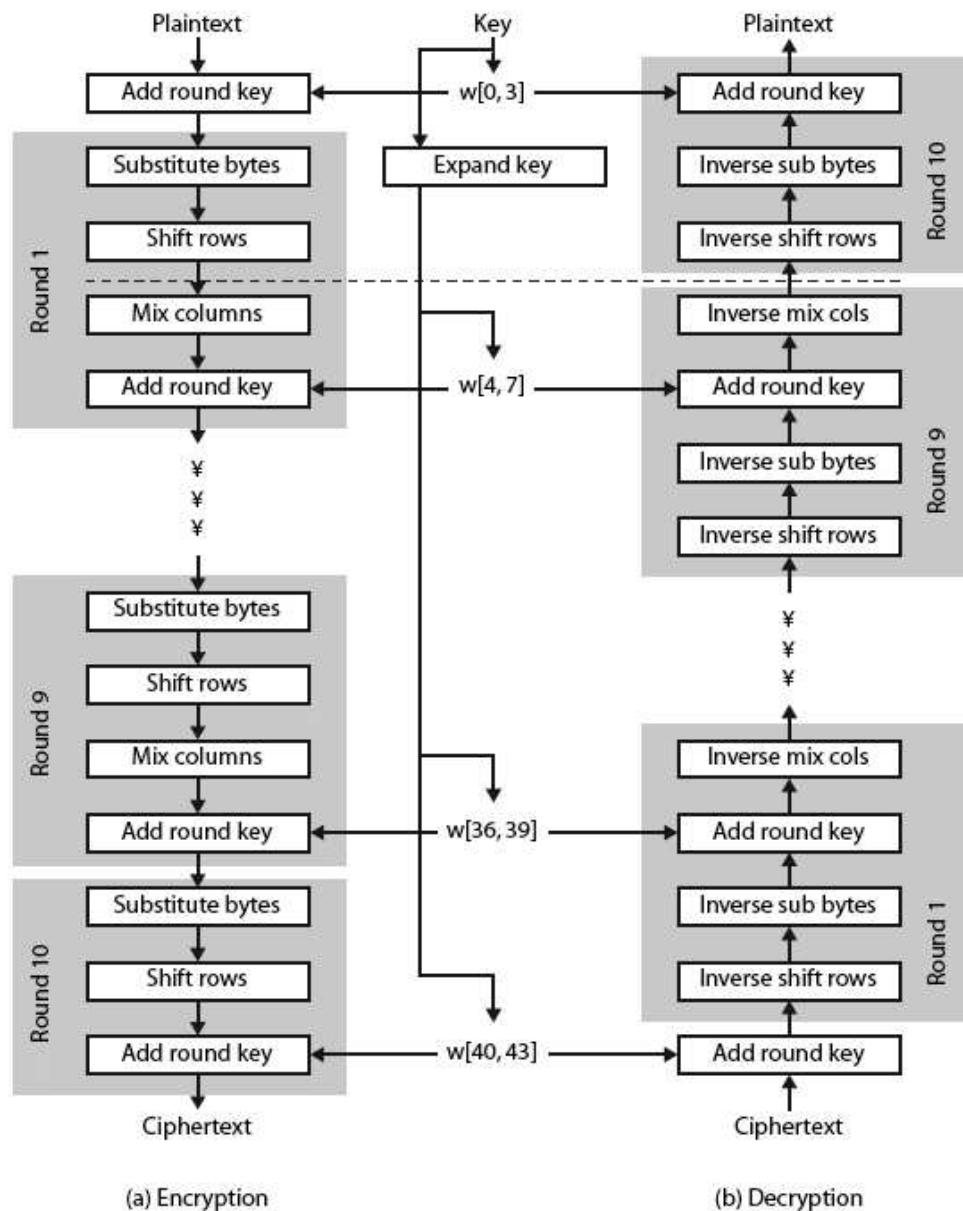 Plaintext
Add round key
Substitute bytes
Shift rows
Mix columns
Add round key
Round 1
¥
¥
¥
Substitute bytes
Shift rows
Mix columns
Add round key
Round 9
Substitute bytes
Shift rows
Add round key
Round 10
Ciphertext
(a) Encryption
Key
w[0, 3]
Expand key
w[4, 7]
w[36, 39]
w[40, 43]
Plaintext
Add round key
Inverse sub bytes
Inverse shift rows
Round 10
Inverse mix cols
Add round key
Inverse sub bytes
Inverse shift rows
Round 9
¥
¥
¥
Inverse mix cols
Add round key
Inverse sub bytes
Inverse shift rows
Round 1
Add round key
Ciphertext
(b) Decryption